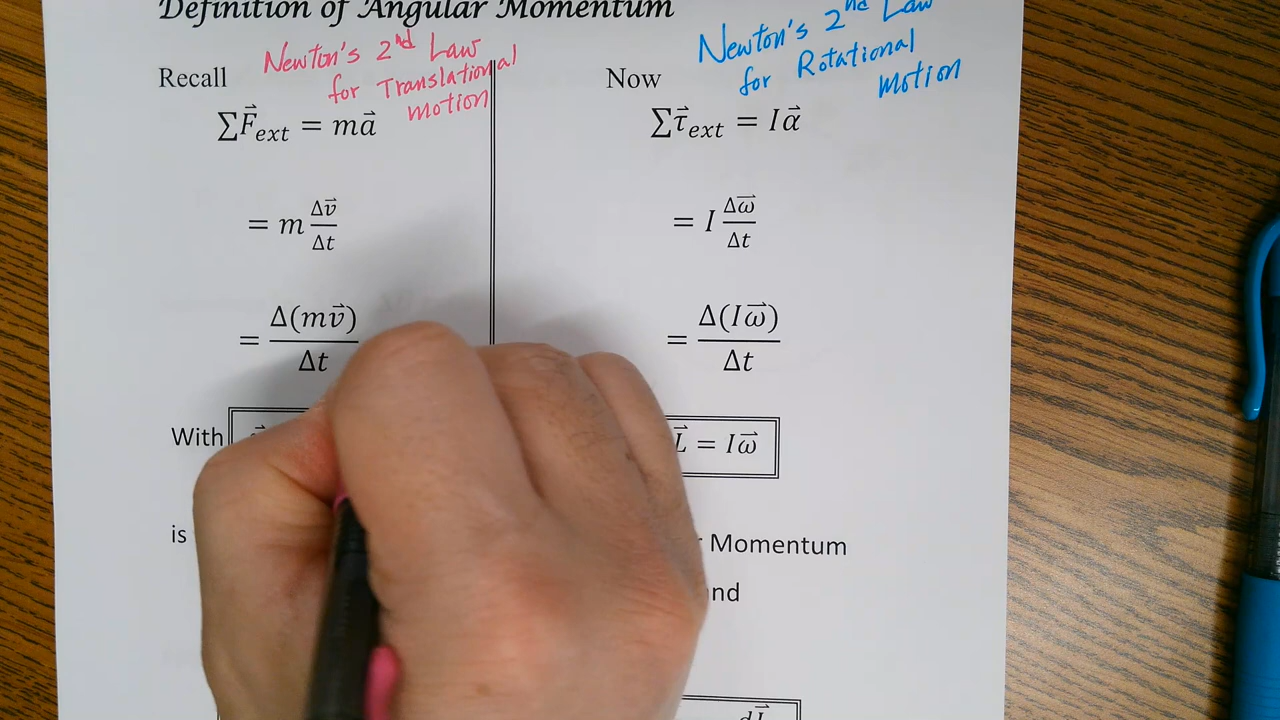 Definition of Angular Momentum
Recall
Newton's 2nd Law
for Translational
motion
∑F⃗ext = ma⃗
= m Δv⃗/Δt
= Δ(mv⃗)/Δt
With
is
Now
Newton's 2nd Law
for Rotational
motion
∑τ⃗ext = Iα⃗
= I Δω⃗/Δt
= Δ(Iω⃗)/Δt
L⃗ = Iω⃗
Momentum